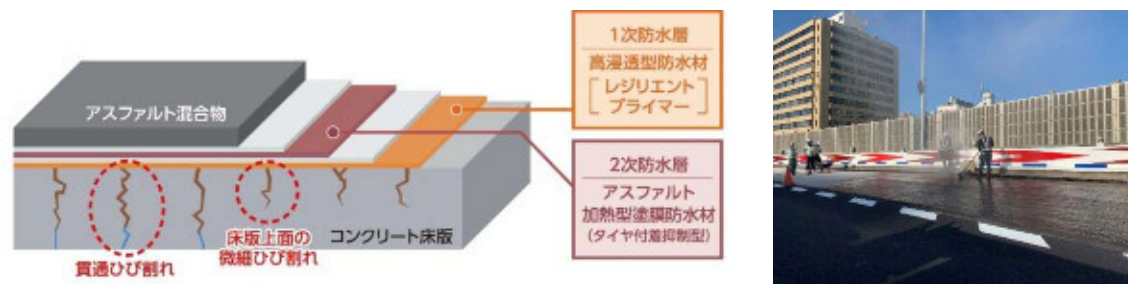 アスファルト混合物
コンクリート床版
貫通ひび割れ
床版上面の
微細ひび割れ
1次防水層
高浸透型防水材
[レジリエント
プライマー]
2次防水層
アスファルト
加熱型塗膜防水材
(タイヤ付着抑制型)